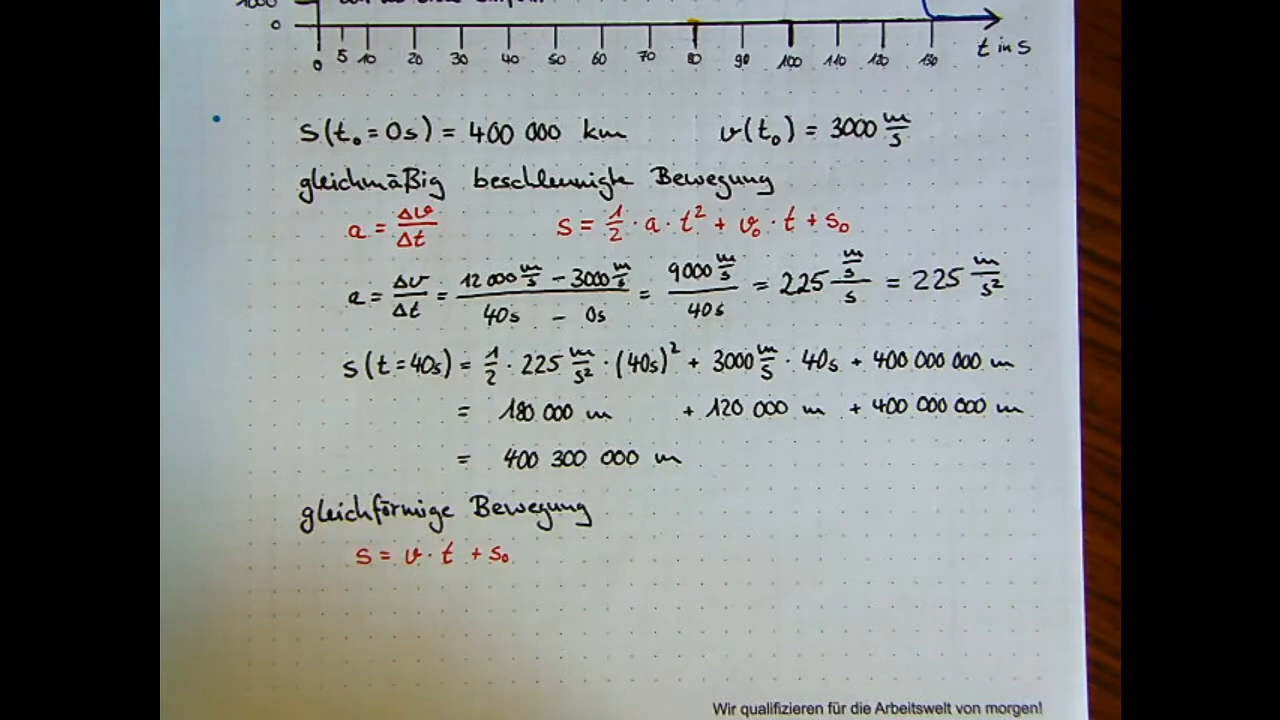 0
0 5 10 20 30 40 50 60 70 80 90 100 110 120 130 t in s
s(t₀=0s) = 400 000 km v(t₀) = 3000 m/s
gleichmäßig beschleunigte Bewegung
a = Δv/Δt s = 1/2 · a · t² + v₀ · t + s₀
a = Δv/Δt = (12 000 m/s − 3000 m/s)/(40s − 0s) = (9000 m/s)/(40s) = 225 (m/s)/s = 225 m/s²
s(t=40s) = 1/2 · 225 m/s² · (40s)² + 3000 m/s · 40s + 400 000 000 m
= 180 000 m + 120 000 m + 400 000 000 m
= 400 300 000 m
gleichförmige Bewegung
s = v · t + s₀
Wir qualifizieren für die Arbeitswelt von morgen!